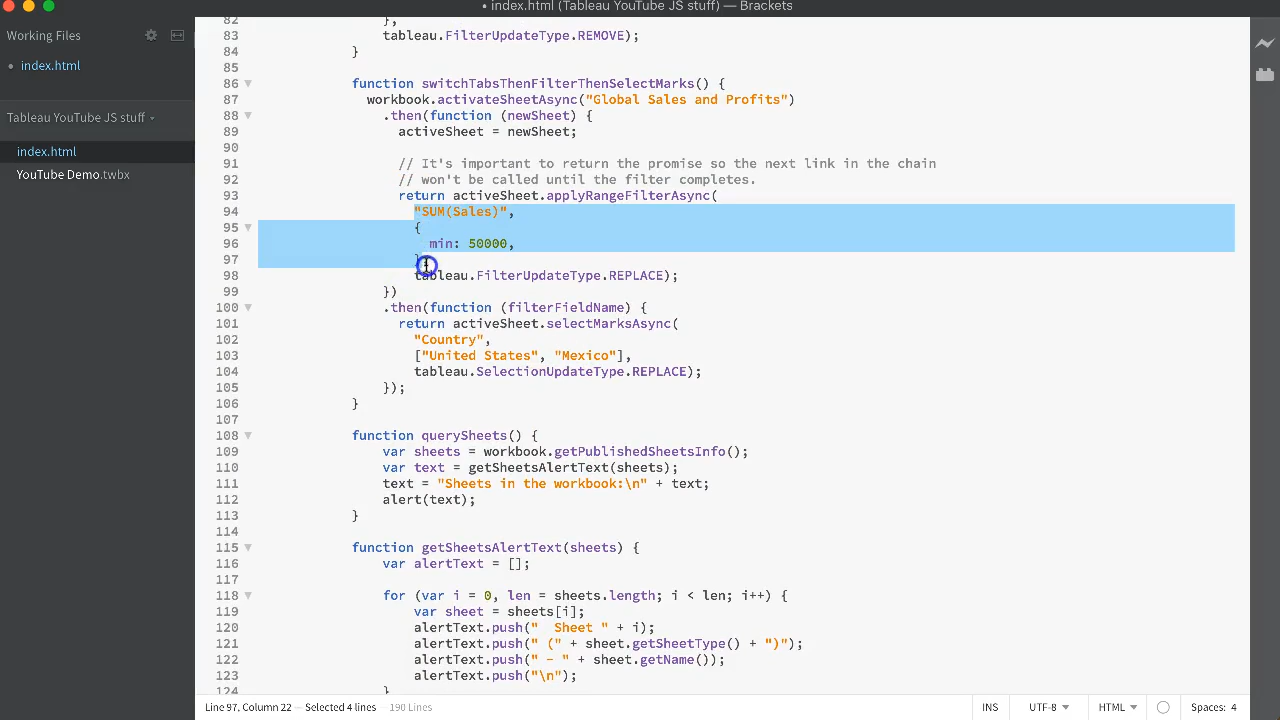 • index.html (Tableau YouTube JS stuff) — Brackets
Working Files
• index.html
Tableau YouTube JS stuff
index.html
YouTube Demo.twbx
82 },
83 tableau.FilterUpdateType.REMOVE);
84 }
85
86 function switchTabsThenFilterThenSelectMarks() {
87 workbook.activateSheetAsync("Global Sales and Profits")
88 .then(function (newSheet) {
89 activeSheet = newSheet;
90
91 // It's important to return the promise so the next link in the chain
92 // won't be called until the filter completes.
93 return activeSheet.applyRangeFilterAsync(
94 "SUM(Sales)",
95 {
96 min: 50000,
97 }
98 tableau.FilterUpdateType.REPLACE);
99 })
100 .then(function (filterFieldName) {
101 return activeSheet.selectMarksAsync(
102 "Country",
103 ["United States", "Mexico"],
104 tableau.SelectionUpdateType.REPLACE);
105 });
106 }
107
108 function querySheets() {
109 var sheets = workbook.getPublishedSheetsInfo();
110 var text = getSheetsAlertText(sheets);
111 text = "Sheets in the workbook:\n" + text;
112 alert(text);
113 }
114
115 function getSheetsAlertText(sheets) {
116 var alertText = [];
117
118 for (var i = 0, len = sheets.length; i < len; i++) {
119 var sheet = sheets[i];
120 alertText.push("  Sheet " + i);
121 alertText.push(" (" + sheet.getSheetType() + ")");
122 alertText.push(" - " + sheet.getName());
123 alertText.push("\n");
124 }
Line 97, Column 22 — Selected 4 lines — 190 Lines INS UTF-8 HTML Spaces: 4